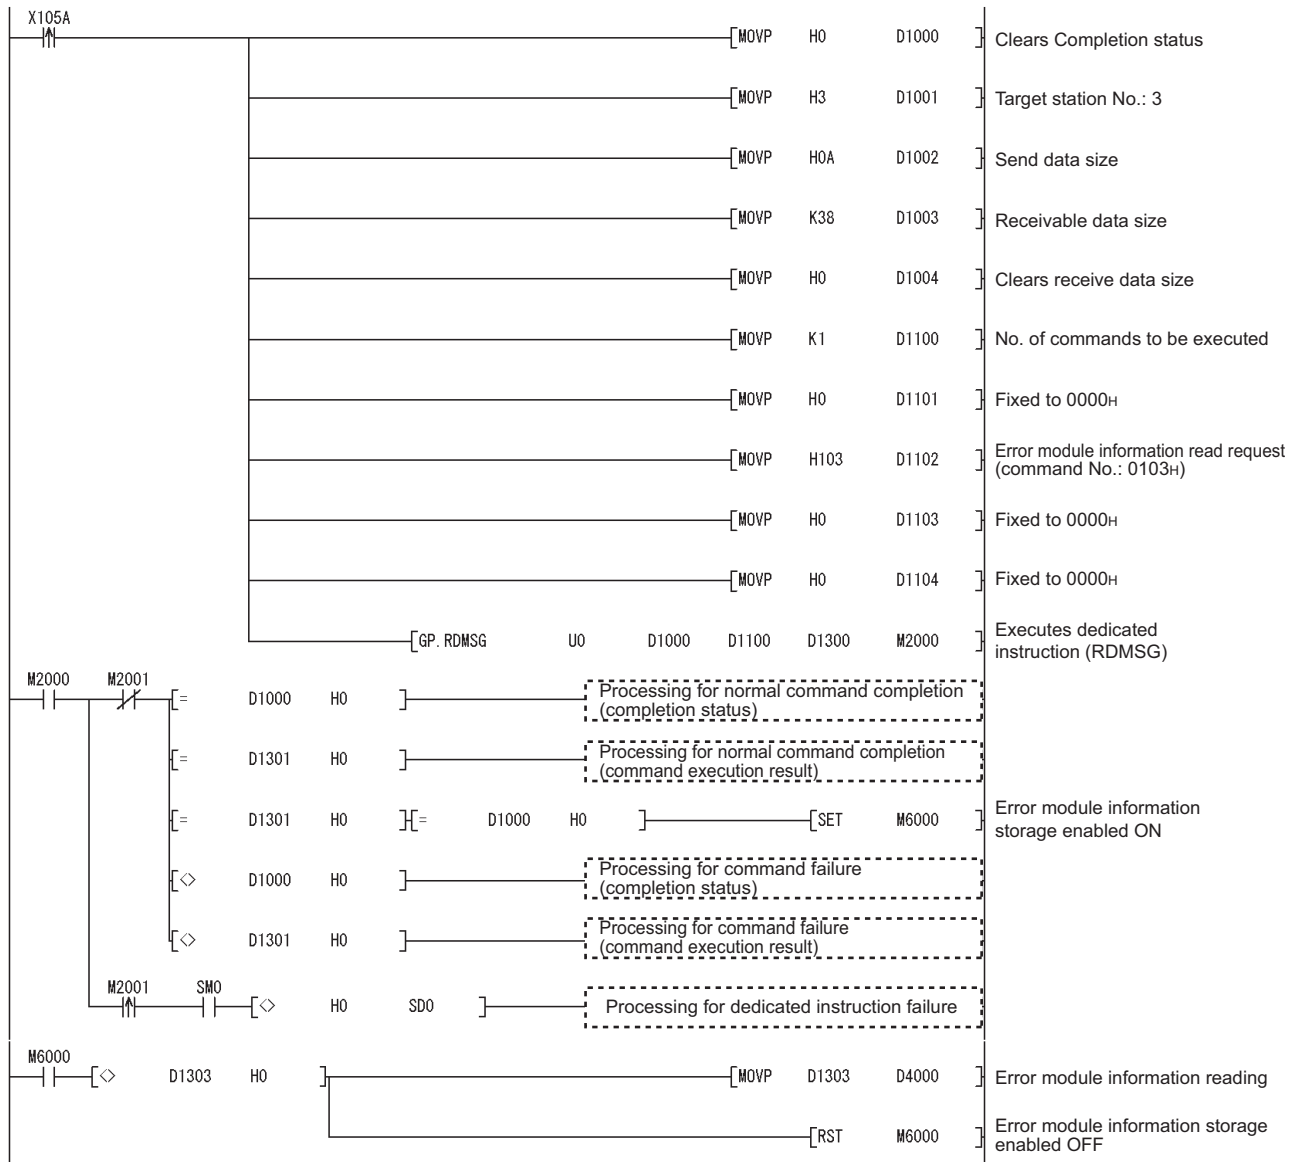 X105A
MOVP H0 D1000 Clears Completion status
MOVP H3 D1001 Target station No.: 3
MOVP H0A D1002 Send data size
MOVP K38 D1003 Receivable data size
MOVP H0 D1004 Clears receive data size
MOVP K1 D1100 No. of commands to be executed
MOVP H0 D1101 Fixed to 0000H
MOVP H103 D1102 Error module information read request
(command No.: 0103H)
MOVP H0 D1103 Fixed to 0000H
MOVP H0 D1104 Fixed to 0000H
GP.RDMSG U0 D1000 D1100 D1300 M2000 Executes dedicated
instruction (RDMSG)
M2000 M2001
= D1000 H0 Processing for normal command completion
(completion status)
= D1301 H0 Processing for normal command completion
(command execution result)
= D1301 H0 = D1000 H0 SET M6000 Error module information
storage enabled ON
<> D1000 H0 Processing for command failure
(completion status)
<> D1301 H0 Processing for command failure
(command execution result)
M2001 SM0
<> H0 SD0 Processing for dedicated instruction failure
M6000
<> D1303 H0 MOVP D1303 D4000 Error module information reading
RST M6000 Error module information storage
enabled OFF